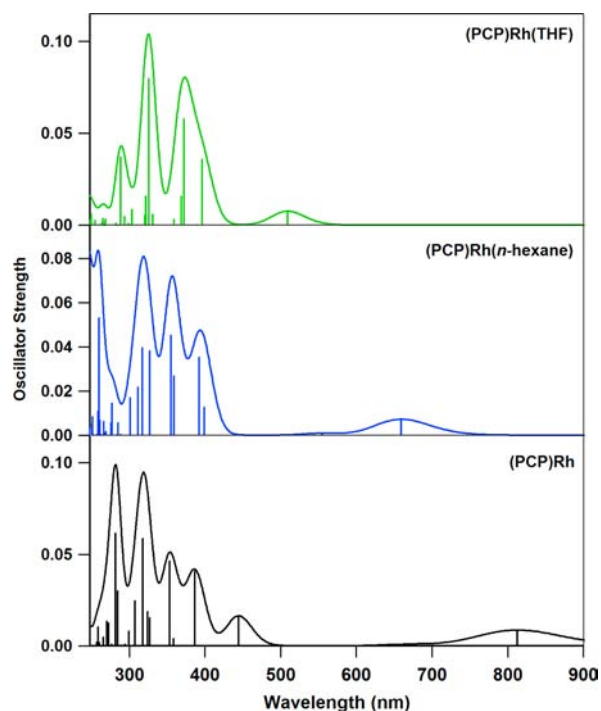 0.10
(PCP)Rh(THF)
0.05
0.00
0.08
(PCP)Rh(n-hexane)
0.06
0.04
0.02
0.00
Oscillator Strength
0.10
(PCP)Rh
0.05
0.00
300 400 500 600 700 800 900
Wavelength (nm)